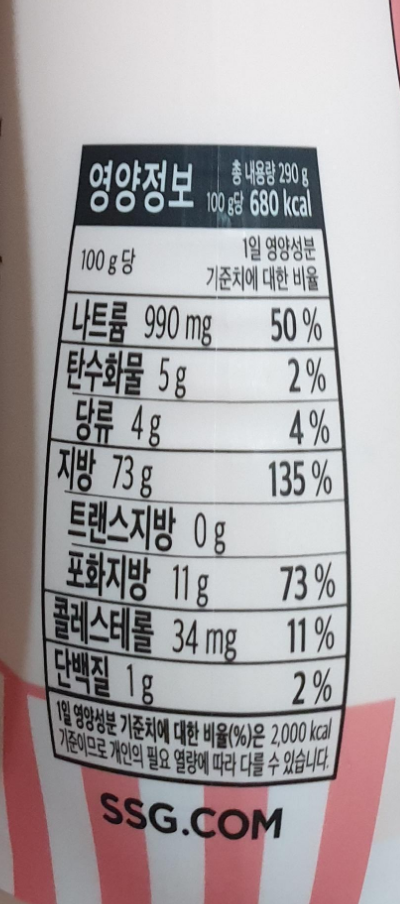 영양정보
총 내용량 290 g
100 g당 680 kcal
100 g 당
1일 영양성분
기준치에 대한 비율
나트륨 990 mg 50 %
탄수화물 5 g 2 %
당류 4 g 4 %
지방 73 g 135 %
트랜스지방 0 g
포화지방 11 g 73 %
콜레스테롤 34 mg 11 %
단백질 1 g 2 %
1일 영양성분 기준치에 대한 비율(%)은 2,000 kcal
기준이므로 개인의 필요 열량에 따라 다를 수 있습니다.
SSG.COM